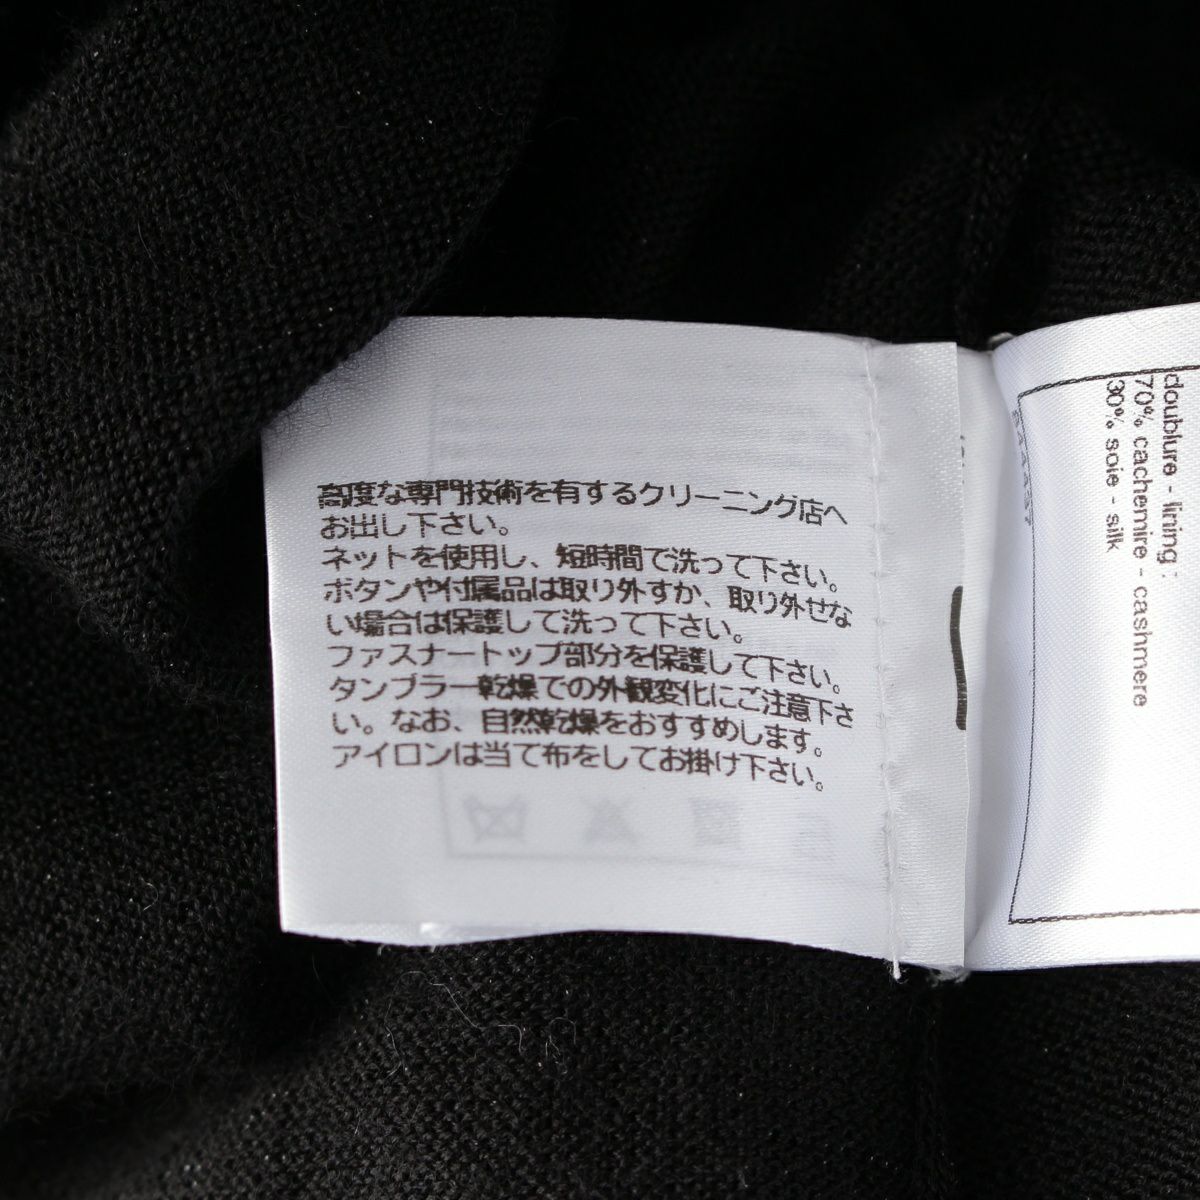 高度な専門技術を有するクリーニング店へ
お出し下さい。
ネットを使用し、短時間で洗って下さい。
ボタンや付属品は取り外すか、取り外せな
い場合は保護して洗って下さい。
ファスナートップ部分を保護して下さい。
タンブラー乾燥での外観変化にご注意下さ
い。なお、自然乾燥をおすすめします。
アイロンは当て布をしてお掛け下さい。
doublure - lining :
70% cachemire - cashmere
30% soie - silk